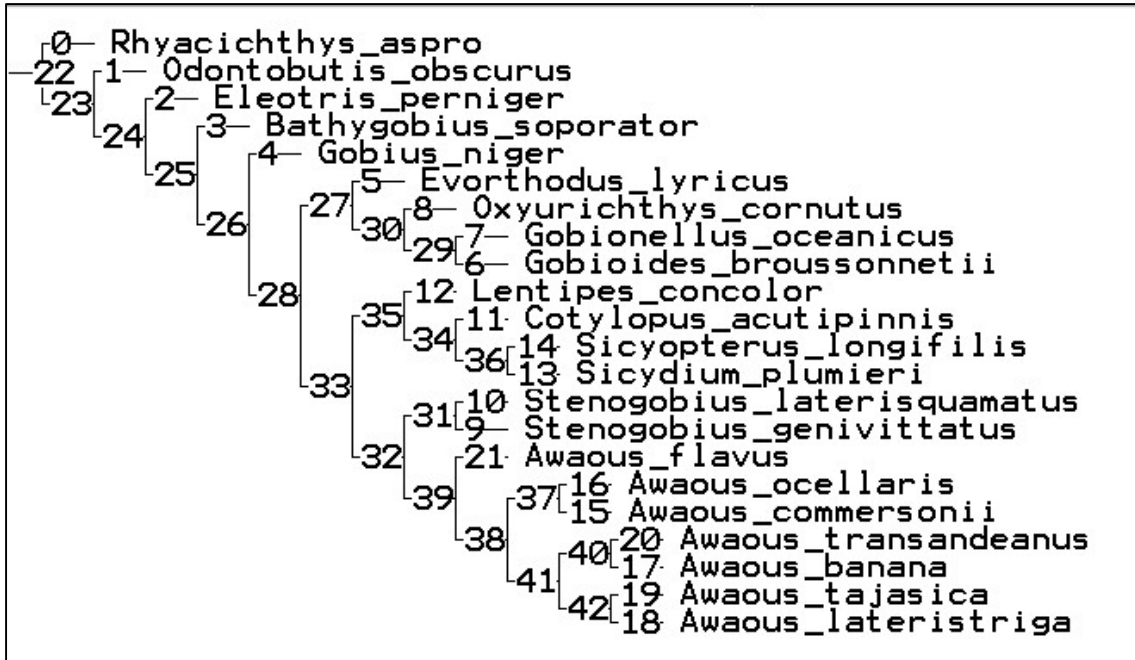 0 Rhyacichthys_aspro
22
1 Odontobutis_obscurus
23
2 Eleotris_perniger
24
3 Bathygobius_soporator
25
4 Gobius_niger
5 Evorthodus_lyricus
27
8 Oxyurichthys_cornutus
26
30
7 Gobionellus_oceanicus
29
6 Gobioides_broussonnetii
28
12 Lentipes_concolor
35
11 Cotylopus_acutipinnis
34
14 Sicyopterus_longifilis
36
13 Sicydium_plumieri
33
10 Stenogobius_laterisquamatus
31
9 Stenogobius_genivittatus
32
21 Awaous_flavus
16 Awaous_ocellaris
39
37
15 Awaous_commersonii
38
20 Awaous_transandeanus
40
17 Awaous_banana
41
19 Awaous_tajasica
42
18 Awaous_lateristriga